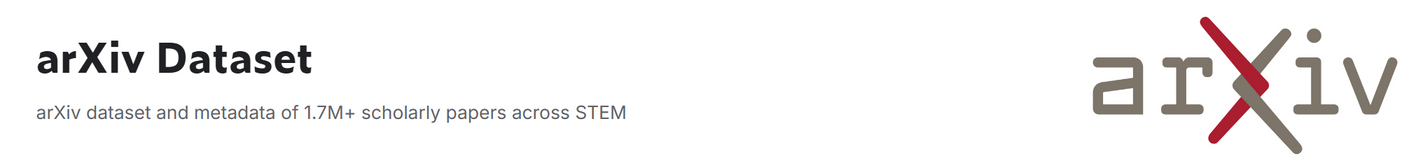 arXiv Dataset
arXiv dataset and metadata of 1.7M+ scholarly papers across STEM
arXiv